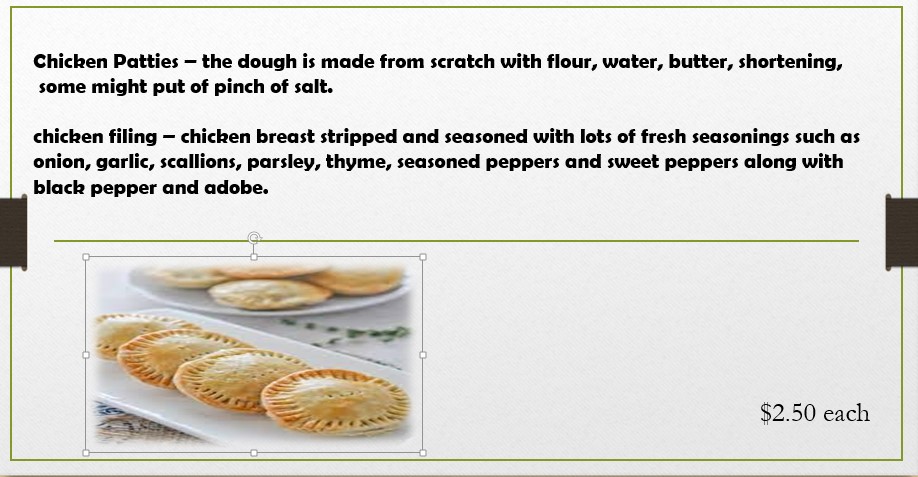 Chicken Patties – the dough is made from scratch with flour, water, butter, shortening,
some might put of pinch of salt.
chicken filing – chicken breast stripped and seasoned with lots of fresh seasonings such as
onion, garlic, scallions, parsley, thyme, seasoned peppers and sweet peppers along with
black pepper and adobe.
$2.50 each